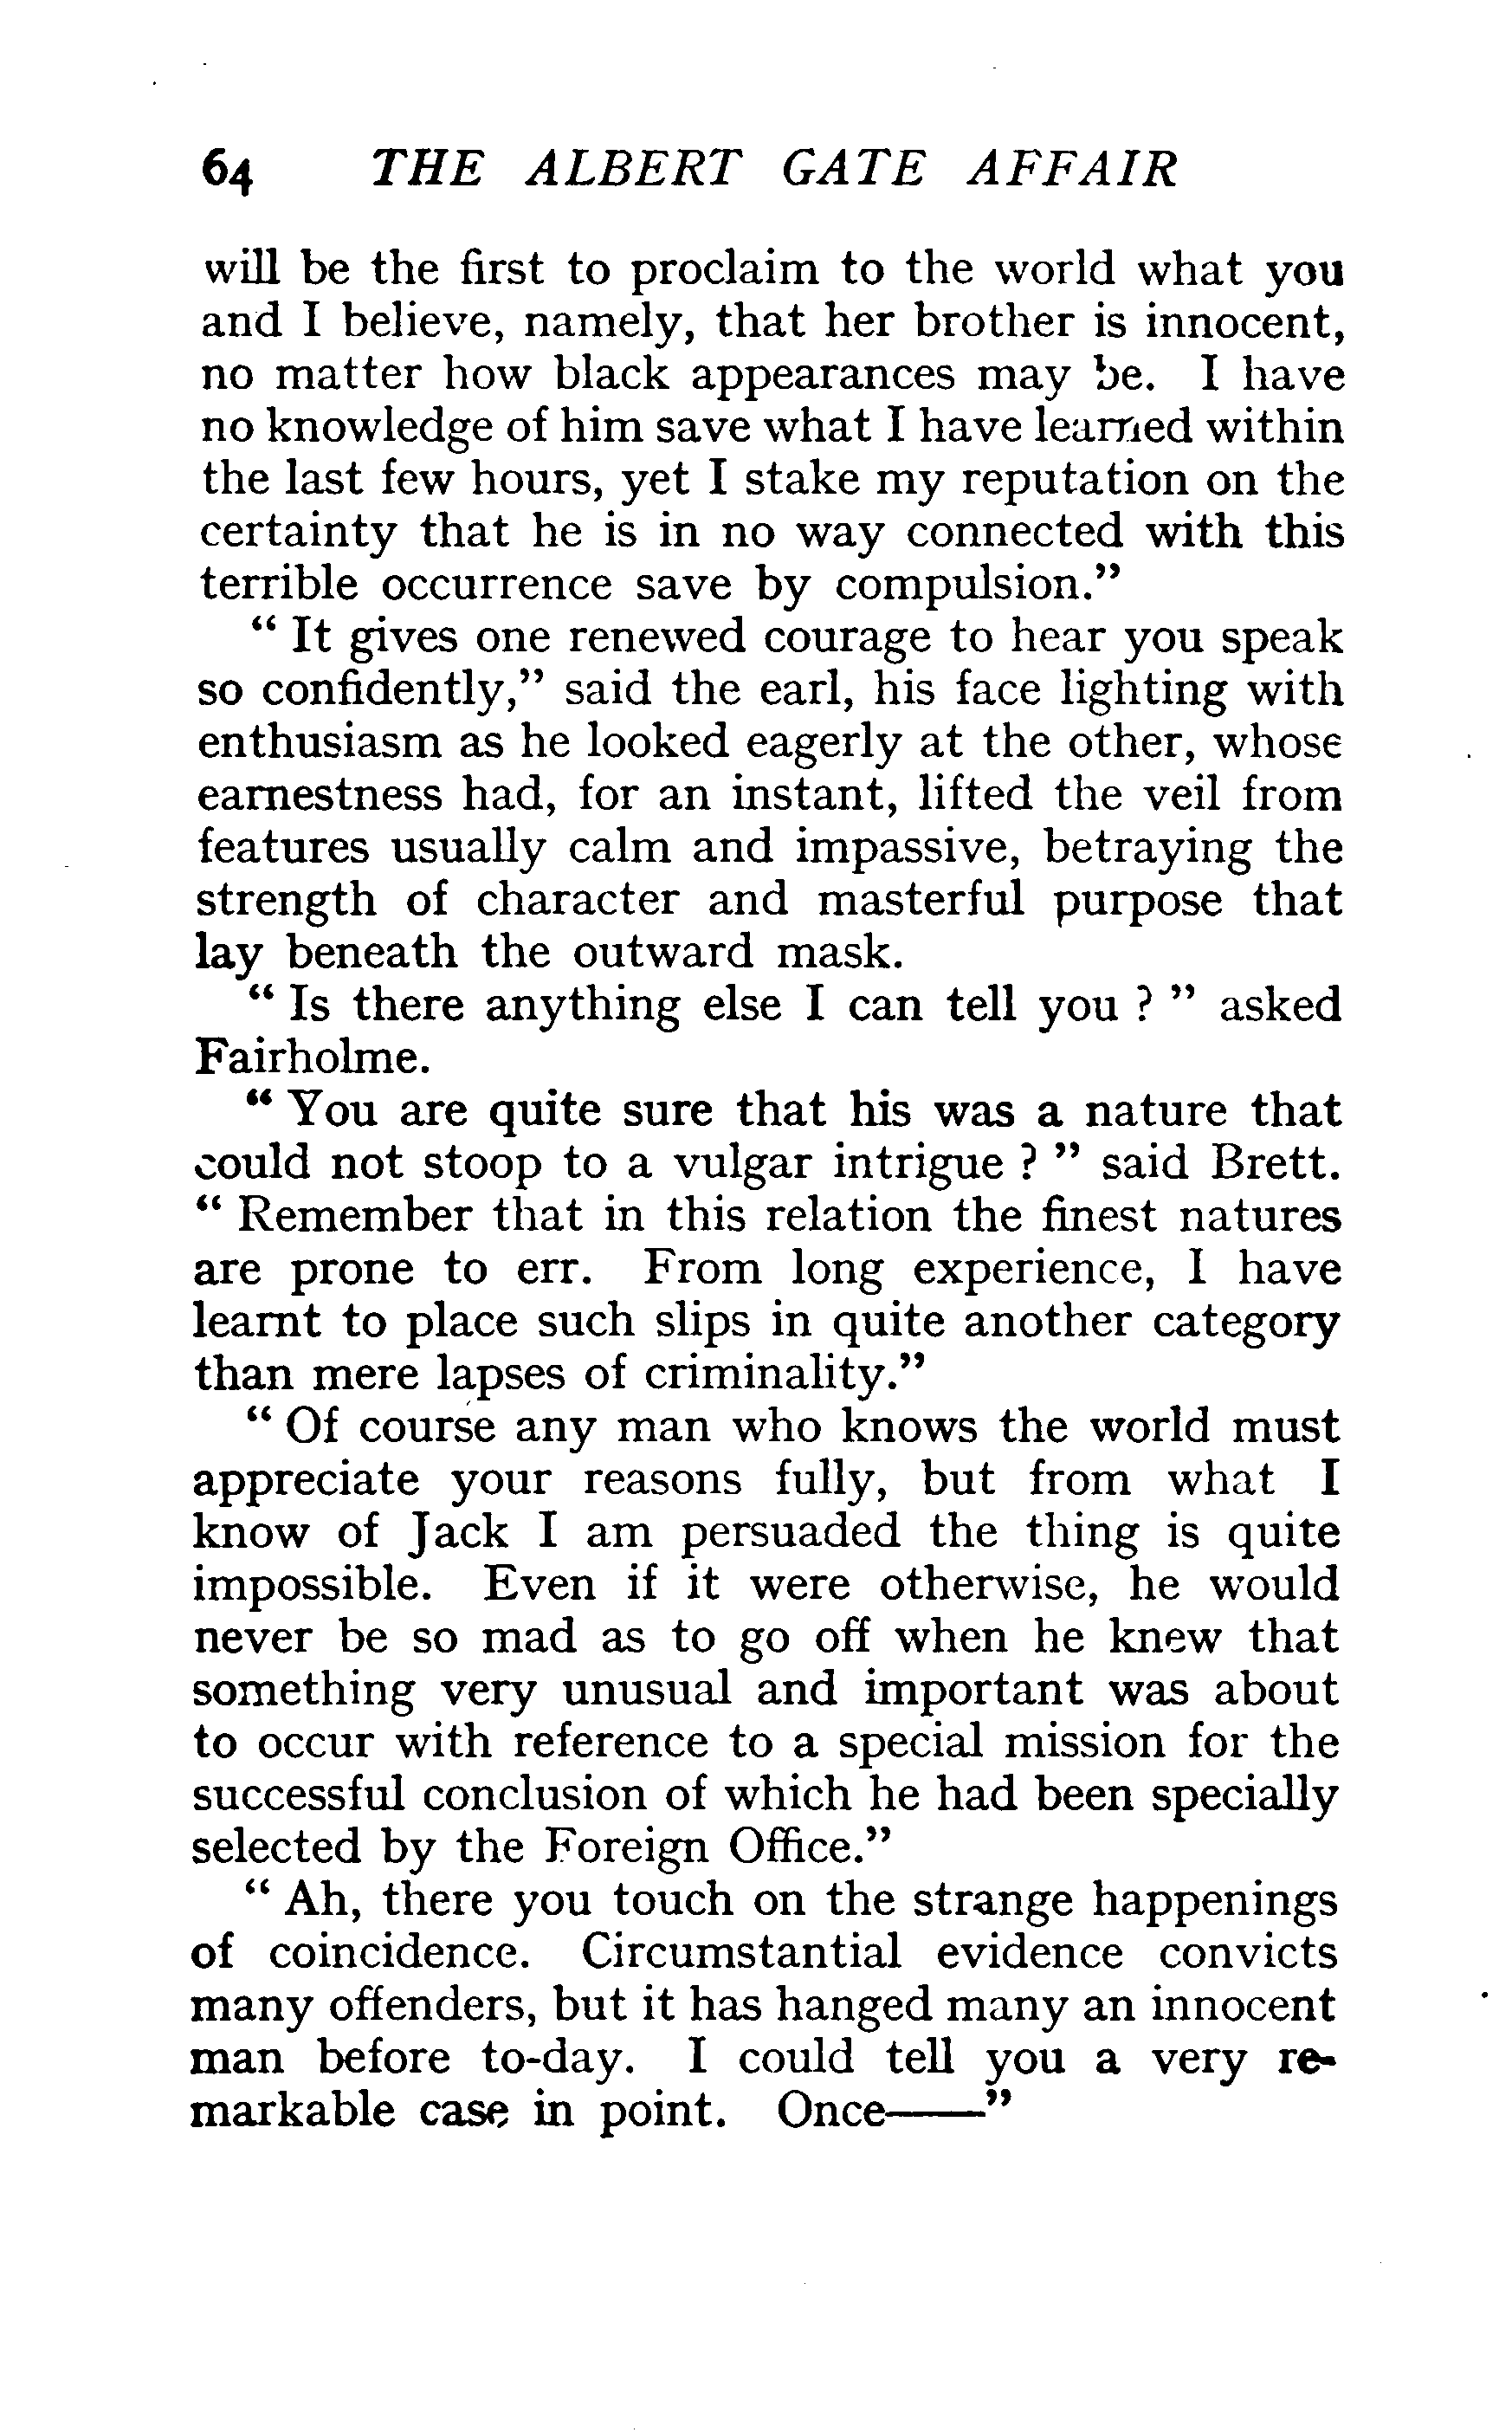 64 THE ALBERT GATE AFFAIR
will be the first to proclaim to the world what you
and I believe, namely, that her brother is innocent,
no matter how black appearances may be. I have
no knowledge of him save what I have learned within
the last few hours, yet I stake my reputation on the
certainty that he is in no way connected with this
terrible occurrence save by compulsion."
" It gives one renewed courage to hear you speak
so confidently," said the earl, his face lighting with
enthusiasm as he looked eagerly at the other, whose
earnestness had, for an instant, lifted the veil from
features usually calm and impassive, betraying the
strength of character and masterful purpose that
lay beneath the outward mask.
" Is there anything else I can tell you ? " asked
Fairholme.
" You are quite sure that his was a nature that
could not stoop to a vulgar intrigue ? " said Brett.
" Remember that in this relation the finest natures
are prone to err. From long experience, I have
learnt to place such slips in quite another category
than mere lapses of criminality."
" Of course any man who knows the world must
appreciate your reasons fully, but from what I
know of Jack I am persuaded the thing is quite
impossible. Even if it were otherwise, he would
never be so mad as to go off when he knew that
something very unusual and important was about
to occur with reference to a special mission for the
successful conclusion of which he had been specially
selected by the Foreign Office."
" Ah, there you touch on the strange happenings
of coincidence. Circumstantial evidence convicts
many offenders, but it has hanged many an innocent
man before to-day. I could tell you a very re-
markable case in point. Once——"